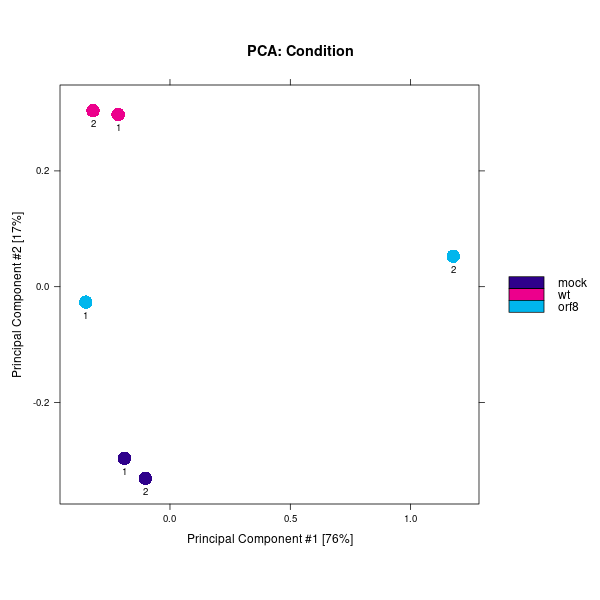 PCA: Condition
Principal Component #2 [17%]
0.2
0.0
-0.2
2
1
2
1
1
2
0.0
0.5
1.0
Principal Component #1 [76%]
mock
wt
orf8